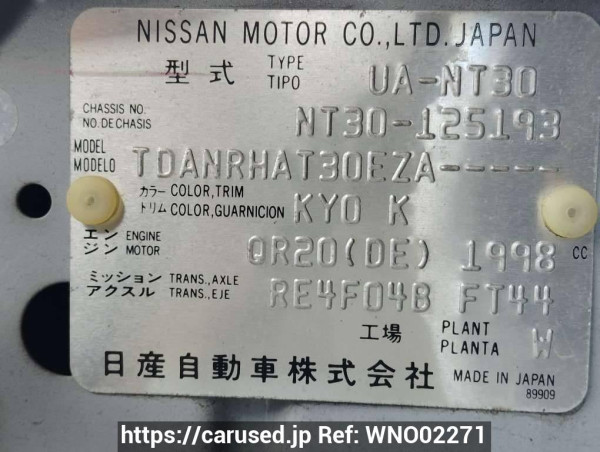 NISSAN MOTOR CO.,LTD. JAPAN
型式 TYPE TIPO UA-NT30
CHASSIS NO. NO. DE CHASIS NT30-125193
MODEL MODELO TDANRHAT30EZA-----
カラー COLOR,TRIM
トリム COLOR,GUARNICION KY0 K
エンジン ENGINE MOTOR QR20(DE) 1998 CC
ミッション TRANS.,AXLE
アクスル TRANS.,EJE RE4F04B FT44
工場 PLANT PLANTA W
日産自動車株式会社 MADE IN JAPAN
89909
https://carused.jp Ref: WNO02271